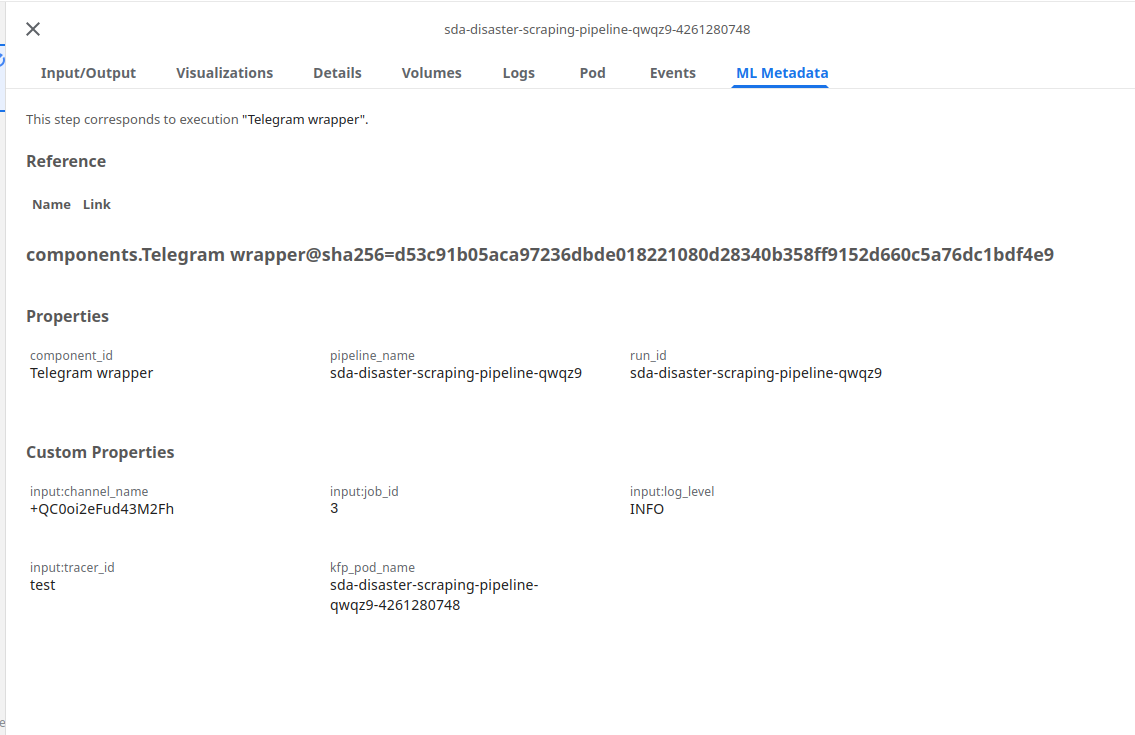 sda-disaster-scraping-pipeline-qwqz9-4261280748
Input/Output Visualizations Details Volumes Logs Pod Events ML Metadata
This step corresponds to execution "Telegram wrapper".
Reference
Name Link
components.Telegram wrapper@sha256=d53c91b05aca97236dbde018221080d28340b358ff9152d660c5a76dc1bdf4e9
Properties
component_id pipeline_name run_id
Telegram wrapper sda-disaster-scraping-pipeline-qwqz9 sda-disaster-scraping-pipeline-qwqz9
Custom Properties
input:channel_name input:job_id input:log_level
+QC0oi2eFud43M2Fh 3 INFO
input:tracer_id kfp_pod_name
test sda-disaster-scraping-pipeline-
qwqz9-4261280748